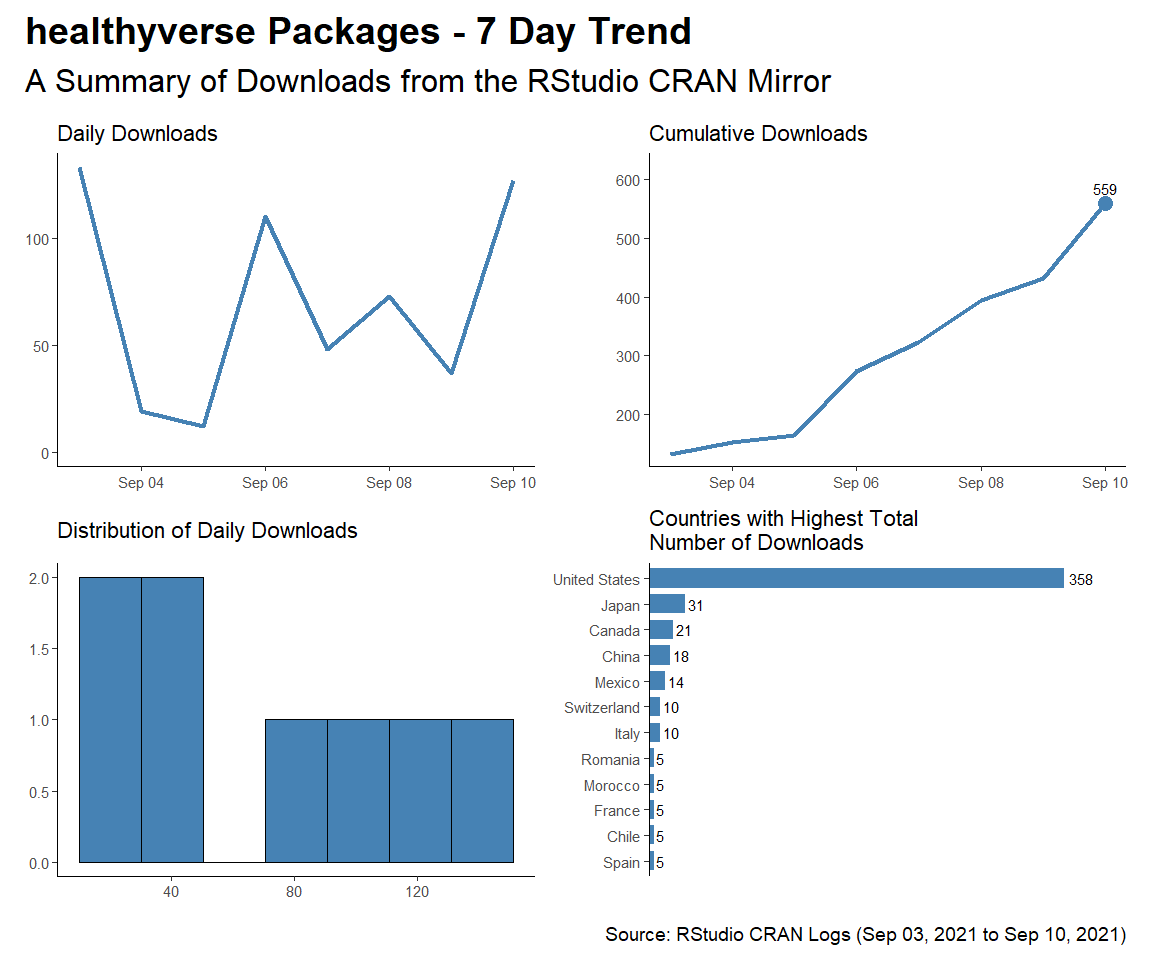 healthyverse Packages - 7 Day Trend
A Summary of Downloads from the RStudio CRAN Mirror
Daily Downloads
100
50
0
Sep 04 Sep 06 Sep 08 Sep 10
Cumulative Downloads
600
500
400
300
200
559
Sep 04 Sep 06 Sep 08 Sep 10
Distribution of Daily Downloads
2.0
1.5
1.0
0.5
0.0
40 80 120
Countries with Highest Total
Number of Downloads
United States 358
Japan 31
Canada 21
China 18
Mexico 14
Switzerland 10
Italy 10
Romania 5
Morocco 5
France 5
Chile 5
Spain 5
Source: RStudio CRAN Logs (Sep 03, 2021 to Sep 10, 2021)